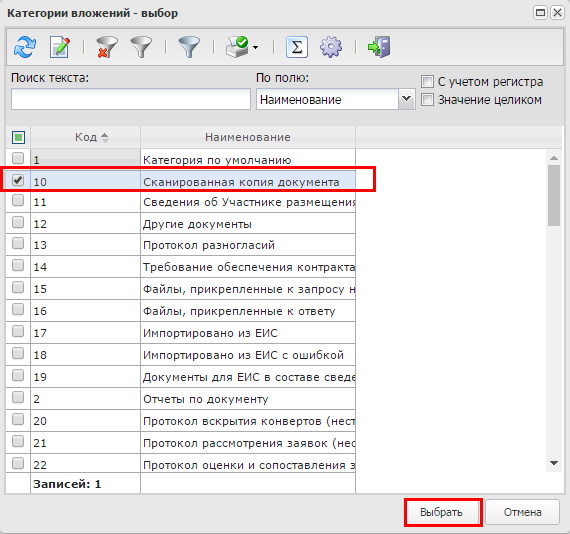 Категории вложений - выбор
Поиск текста:
По полю:
С учетом регистра
Наименование
Значение целиком
Код Наименование
1 Категория по умолчанию
10 Сканированная копия документа
11 Сведения об Участнике размещения
12 Другие документы
13 Протокол разногласий
14 Требование обеспечения контракта
15 Файлы, прикрепленные к запросу н
16 Файлы, прикрепленные к ответу
17 Импортировано из ЕИС
18 Импортировано из ЕИС с ошибкой
19 Документы для ЕИС в составе сведе
2 Отчеты по документу
20 Протокол вскрытия конвертов (нест
21 Протокол рассмотрения заявок (нес
22 Протокол оценки и сопоставления з
Записей: 1
Выбрать Отмена